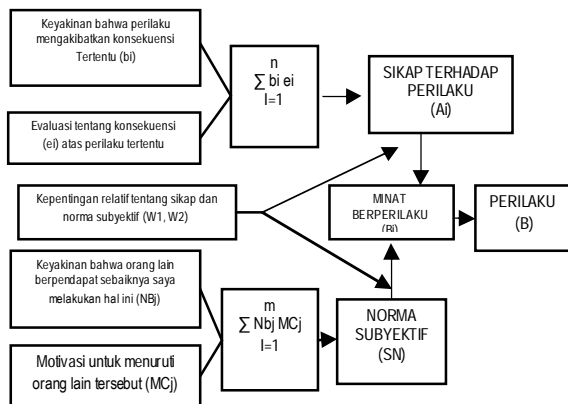 Keyakinan bahwa perilaku
mengakibatkan konsekuensi
Tertentu (bi)
Evaluasi tentang konsekuensi
(ei) atas perilaku tertentu
n
∑ bi ei
I=1
SIKAP TERHADAP
PERILAKU
(Ai)
Kepentingan relatif tentang sikap dan
norma subyektif (W1, W2)
MINAT
BERPERILAKU
(Bi)
PERILAKU
(B)
Keyakinan bahwa orang lain
berpendapat sebaiknya saya
melakukan hal ini (NBj)
Motivasi untuk menuruti
orang lain tersebut (MCj)
m
∑ Nbj MCj
I=1
NORMA
SUBYEKTIF
(SN)